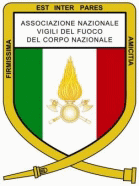 EST INTER PARES
ASSOCIAZIONE NAZIONALE
VIGILI DEL FUOCO
DEL CORPO NAZIONALE
FIRMISSIMA
AMICITIA